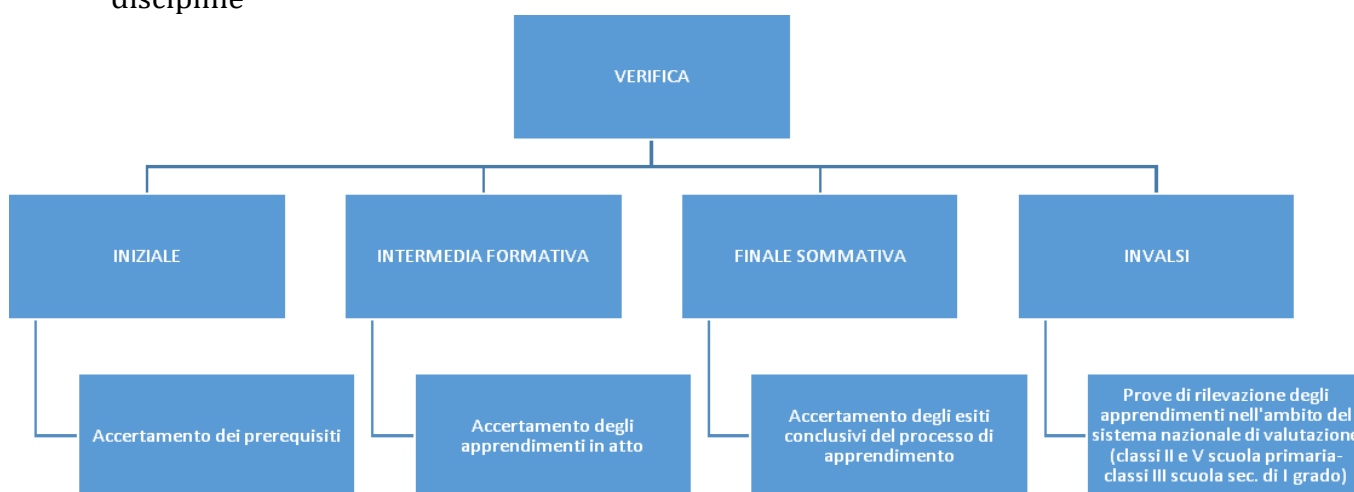 discipline
VERIFICA
INIZIALE
INTERMEDIA FORMATIVA
FINALE SOMMATIVA
INVALSI
Accertamento dei prerequisiti
Accertamento degli
apprendimenti in atto
Accertamento degli esiti
conclusivi del processo di
apprendimento
Prove di rilevazione degli
apprendimenti nell'ambito del
sistema nazionale di valutazione
(classi II e V scuola primaria-
classi III scuola sec. di I grado)